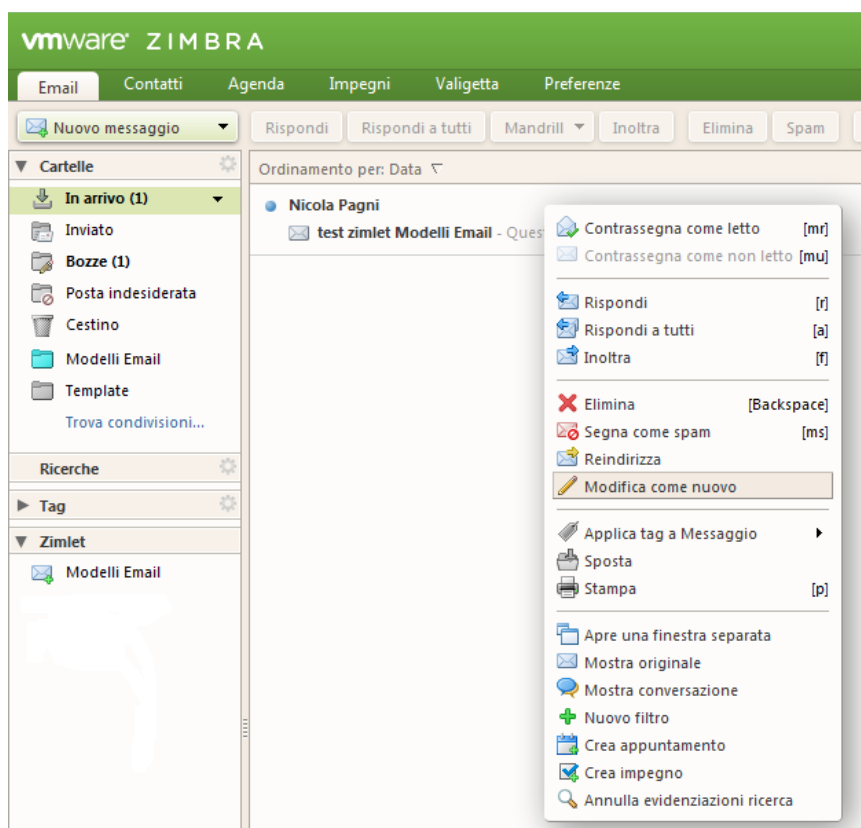 vmware® ZIMBRA
Email Contatti Agenda Impegni Valigetta Preferenze
Nuovo messaggio Rispondi Rispondi a tutti Mandrill Inoltra Elimina Spam
Cartelle
In arrivo (1)
Inviato
Bozze (1)
Posta indesiderata
Cestino
Modelli Email
Template
Trova condivisioni...
Ricerche
Tag
Zimlet
Modelli Email
Ordinamento per: Data
Nicola Pagni
test zimlet Modelli Email - Ques
Contrassegna come letto [mr]
Contrassegna come non letto [mu]
Rispondi [r]
Rispondi a tutti [a]
Inoltra [f]
Elimina [Backspace]
Segna come spam [ms]
Reindirizza
Modifica come nuovo
Applica tag a Messaggio
Sposta
Stampa [p]
Apre una finestra separata
Mostra originale
Mostra conversazione
Nuovo filtro
Crea appuntamento
Crea impegno
Annulla evidenziazioni ricerca